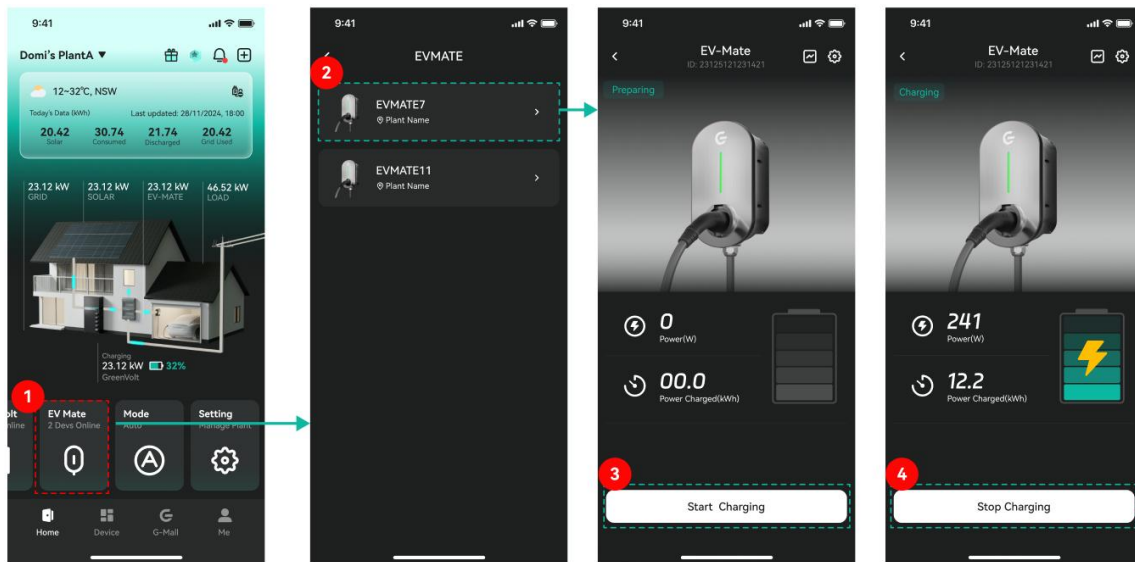 9:41
Domi's PlantA ▼
12~32℃, NSW
Today's Data (kWh) Last updated: 28/11/2024, 18:00
20.42 30.74 21.74 20.42
Solar Consumed Discharged Grid Used
23.12 kW 23.12 kW 23.12 kW 46.52 kW
GRID SOLAR EV-MATE LOAD
Charging
23.12 kW 32%
GreenVolt
1
EV Mate Mode Setting
2 Devs Online Auto Manage Plant
A
Home Device G-Mall Me
9:41
EVMATE
2
EVMATE7
Plant Name
EVMATE11
Plant Name
9:41
EV-Mate
ID: 23125121231421
Preparing
0
Power(W)
00.0
Power Charged(kWh)
3
Start Charging
9:41
EV-Mate
ID: 23125121231421
Charging
241
Power(W)
12.2
Power Charged(kWh)
4
Stop Charging